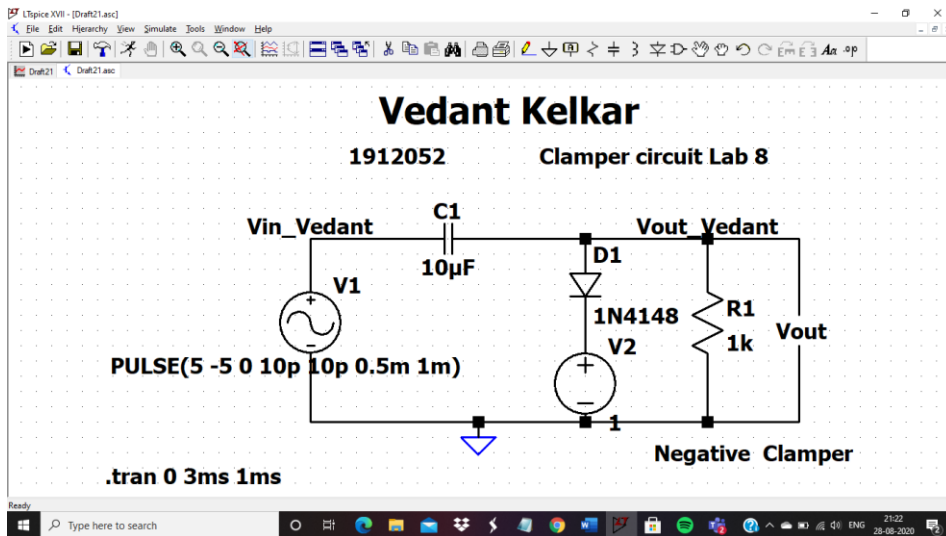 LTspice XVII - [Draft21.asc]
File Edit Hierarchy View Simulate Tools Window Help
Aa .op
Draft21 Draft21.asc
Vedant Kelkar
1912052 Clamper circuit Lab 8
C1
Vin_Vedant Vout_Vedant
10µF D1
V1
1N4148 R1
V2 1k Vout
PULSE(5 -5 0 10p 10p 0.5m 1m)
1
Negative Clamper
.tran 0 3ms 1ms
Ready
Type here to search
ENG 21:22
28-08-2020